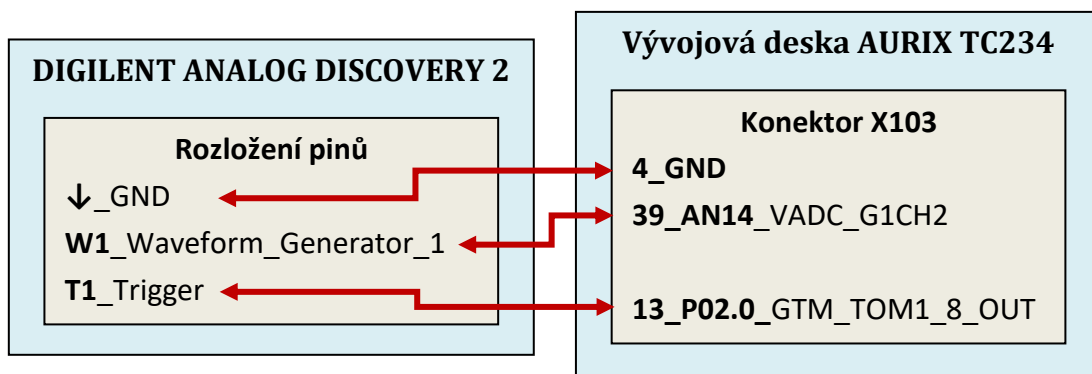 DIGILENT ANALOG DISCOVERY 2
Rozložení pinů
↓_GND
W1_Waveform_Generator_1
T1_Trigger
Vývojová deska AURIX TC234
Konektor X103
4_GND
39_AN14_VADC_G1CH2
13_P02.0_GTM_TOM1_8_OUT